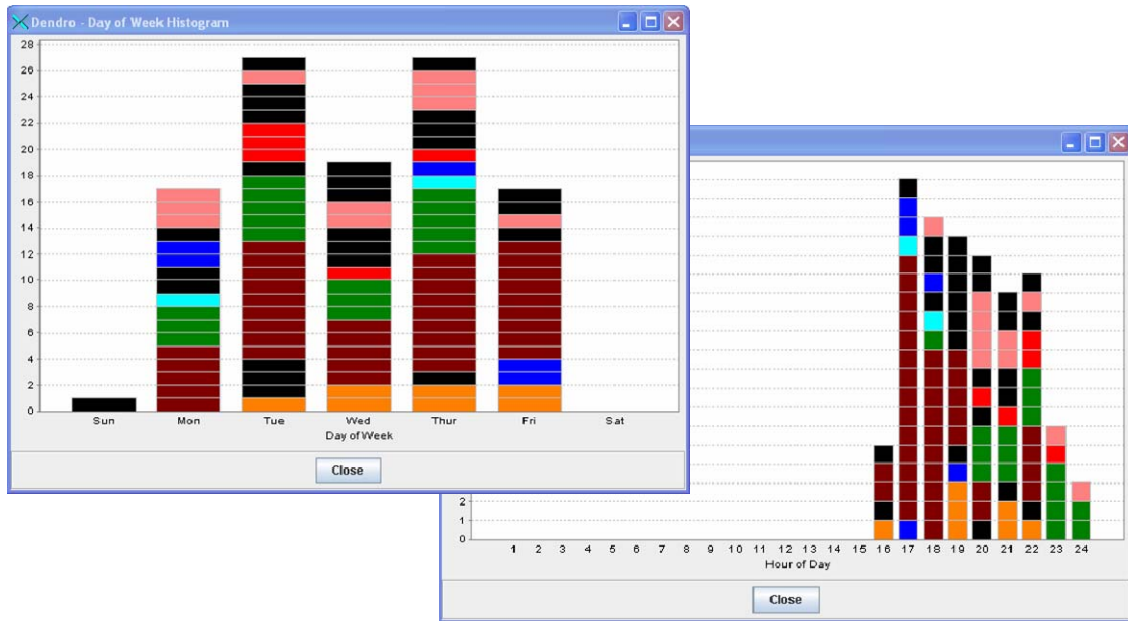 Dendro - Day of Week Histogram
28
26
24
22
20
18
16
14
12
10
8
6
4
2
0
Sun Mon Tue Wed Thur Fri Sat
Day of Week
Close
2
1
0
1 2 3 4 5 6 7 8 9 10 11 12 13 14 15 16 17 18 19 20 21 22 23 24
Hour of Day
Close